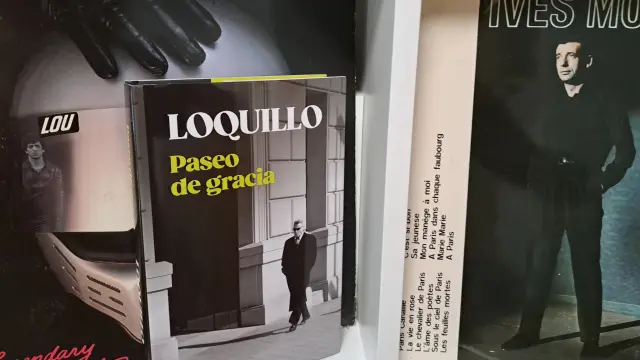 LOU
LOQUILLO
Paseo
de gracia
Legendary
IVES MO
C'est si bon
Sa jeunesse
Mon manège à moi
A Paris dans chaque faubourg
Marie Marie
A Paris
La vie en rose
Le chevalier de Paris
L'âme des poètes
Sous le ciel de Paris
Les feuilles mortes